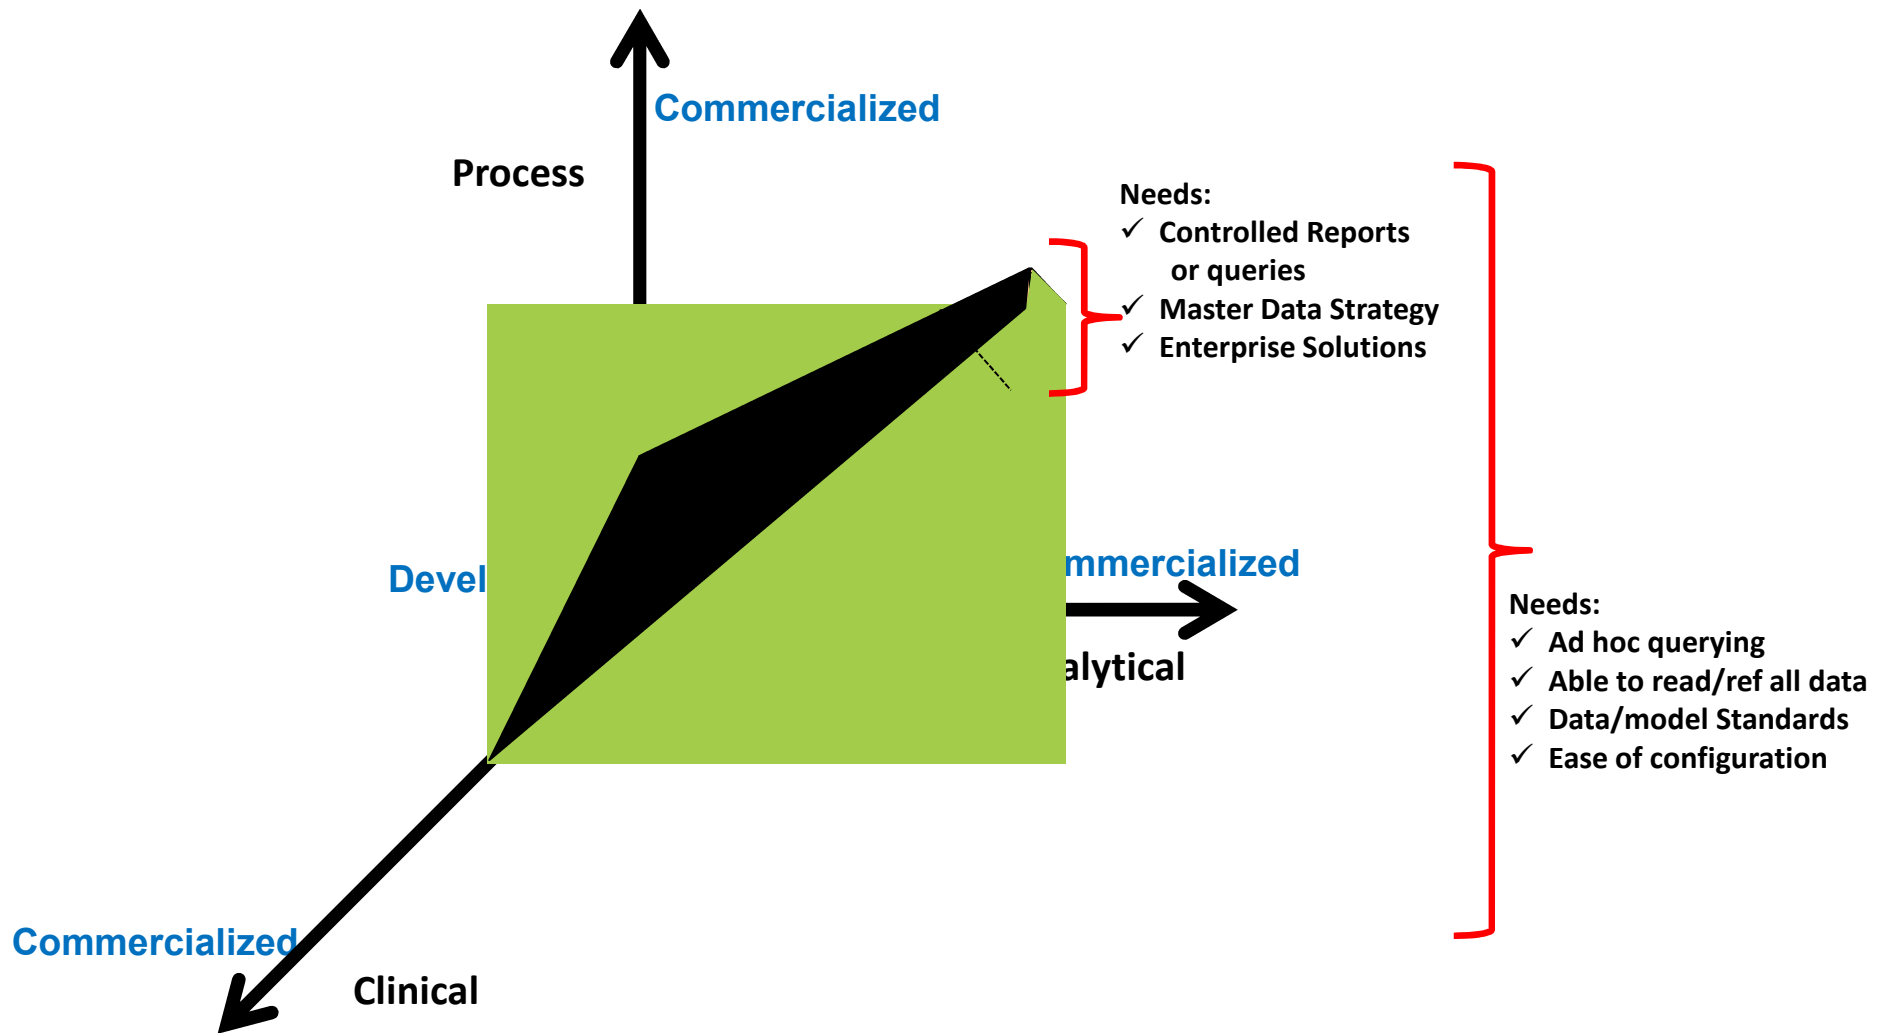 Commercialized
Process
Needs:
✓ Controlled Reports
or queries
✓ Master Data Strategy
✓ Enterprise Solutions
Devel
mmercialized
alytical
Needs:
✓ Ad hoc querying
✓ Able to read/ref all data
✓ Data/model Standards
✓ Ease of configuration
Commercialized
Clinical